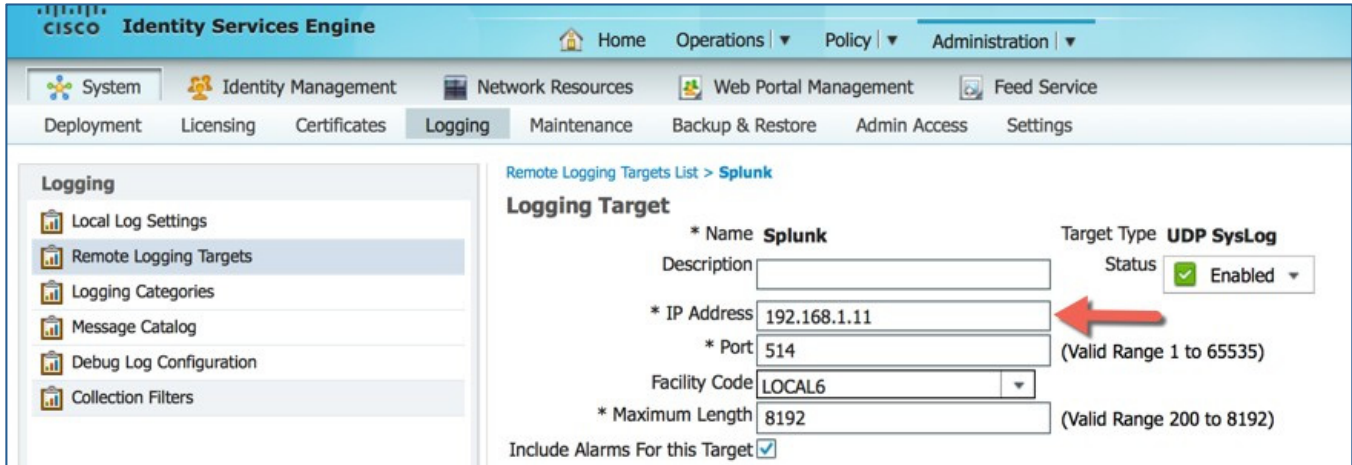 CISCO Identity Services Engine
Home Operations Policy Administration
System Identity Management Network Resources Web Portal Management Feed Service
Deployment Licensing Certificates Logging Maintenance Backup & Restore Admin Access Settings
Logging
Local Log Settings
Remote Logging Targets
Logging Categories
Message Catalog
Debug Log Configuration
Collection Filters
Remote Logging Targets List > Splunk
Logging Target
* Name Splunk Target Type UDP SysLog
Description Status Enabled
* IP Address 192.168.1.11
* Port 514 (Valid Range 1 to 65535)
Facility Code LOCAL6
* Maximum Length 8192 (Valid Range 200 to 8192)
Include Alarms For this Target